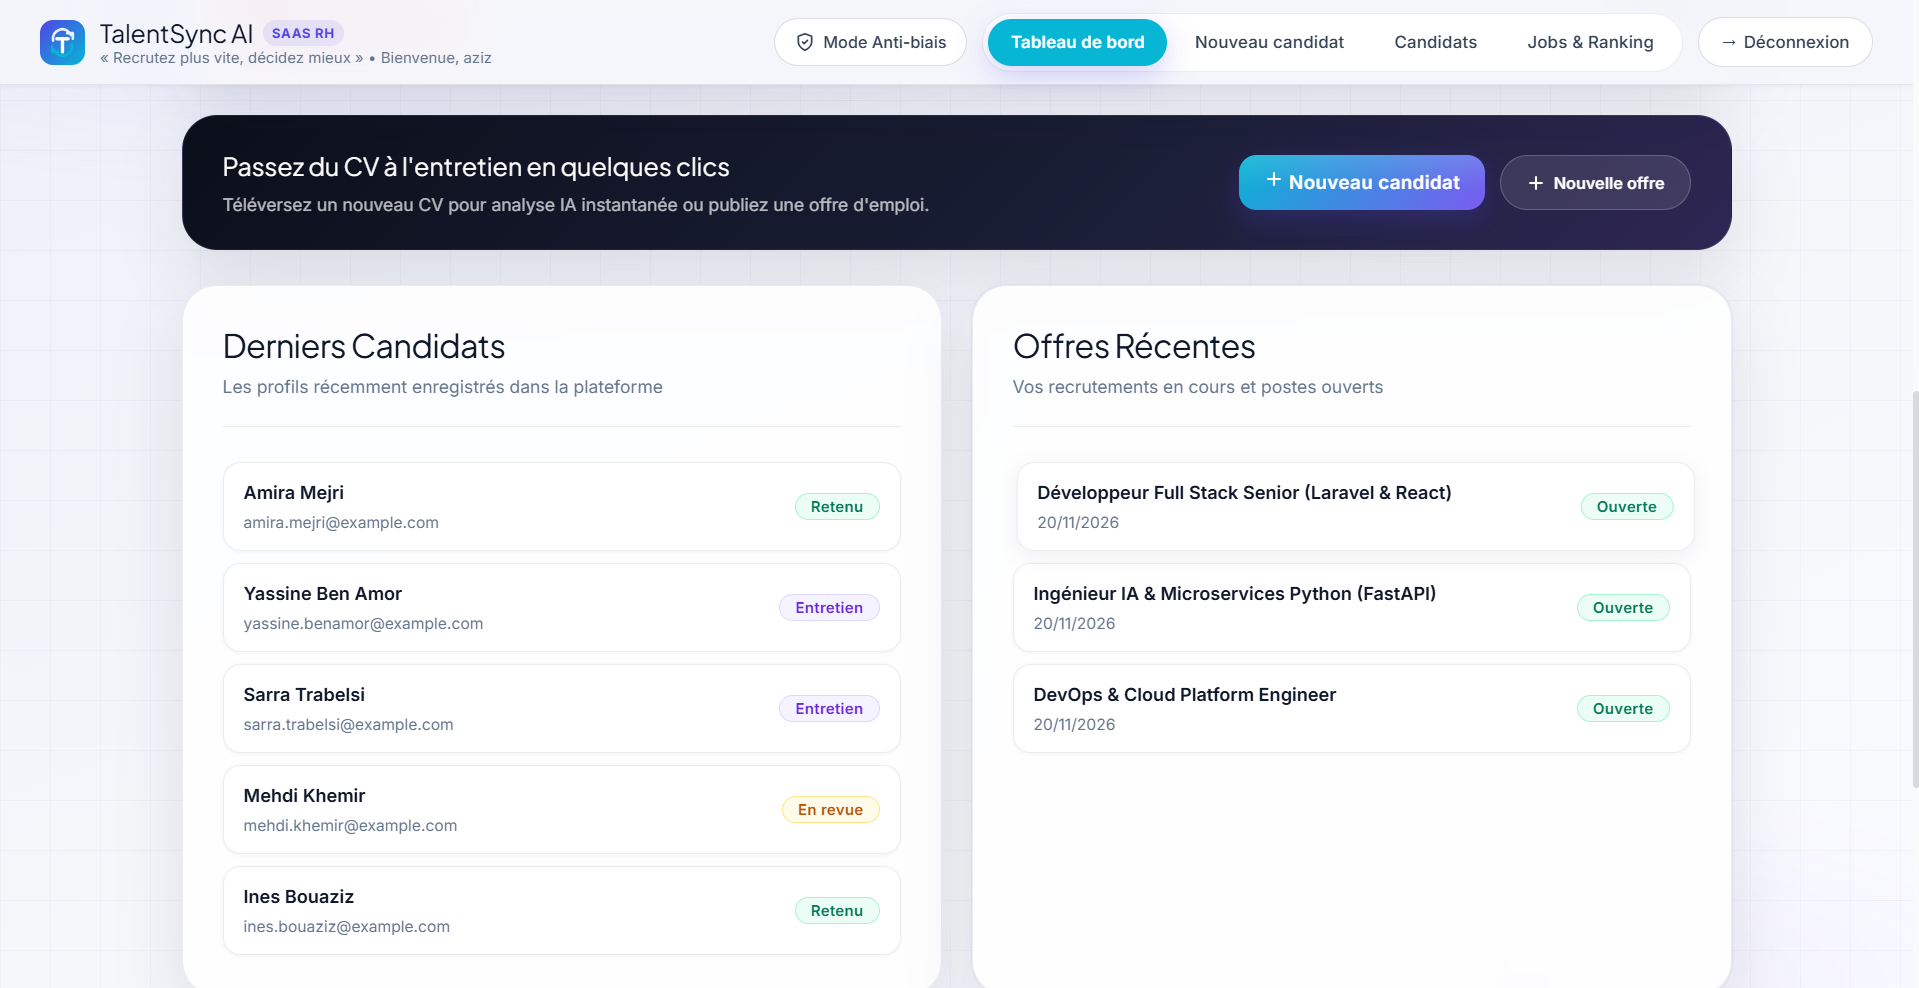 TalentSync AI SAAS RH
« Recrutez plus vite, décidez mieux » • Bienvenue, aziz
Mode Anti-biais
Tableau de bord
Nouveau candidat
Candidats
Jobs & Ranking
→ Déconnexion
Passez du CV à l'entretien en quelques clics
Téléversez un nouveau CV pour analyse IA instantanée ou publiez une offre d'emploi.
+ Nouveau candidat
+ Nouvelle offre
Derniers Candidats
Les profils récemment enregistrés dans la plateforme
Amira Mejri
amira.mejri@example.com
Retenu
Yassine Ben Amor
yassine.benamor@example.com
Entretien
Sarra Trabelsi
sarra.trabelsi@example.com
Entretien
Mehdi Khemir
mehdi.khemir@example.com
En revue
Ines Bouaziz
ines.bouaziz@example.com
Retenu
Offres Récentes
Vos recrutements en cours et postes ouverts
Développeur Full Stack Senior (Laravel & React)
20/11/2026
Ouverte
Ingénieur IA & Microservices Python (FastAPI)
20/11/2026
Ouverte
DevOps & Cloud Platform Engineer
20/11/2026
Ouverte